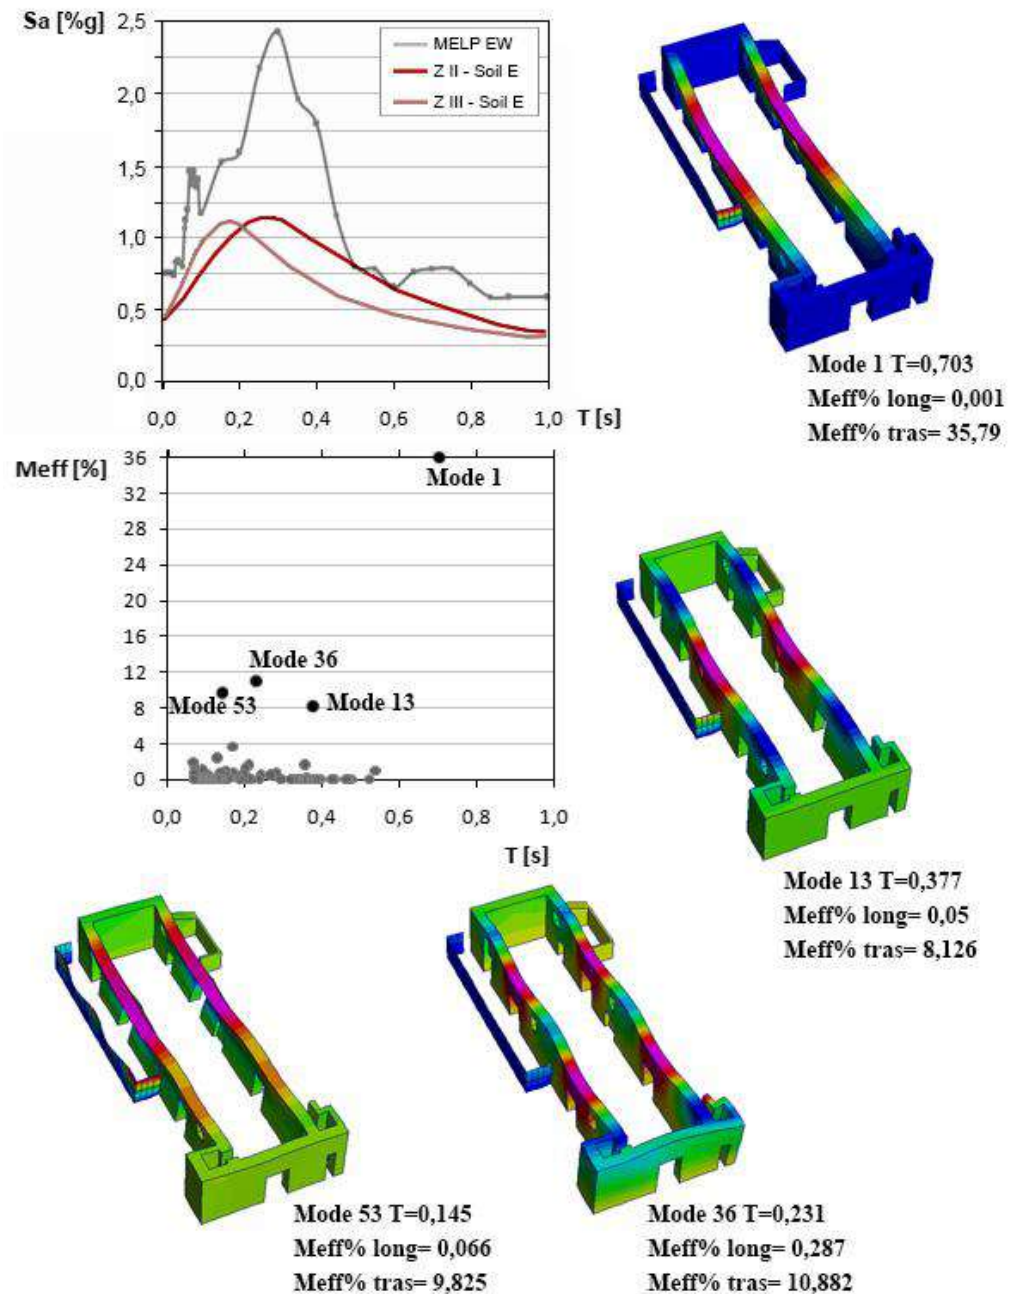 Sa [%g]
2,5
2,0
1,5
1,0
0,5
0,0
MELP EW
Z II - Soil E
Z III - Soil E
0,0 0,2 0,4 0,6 0,8 1,0
T [s]
Mode 1 T=0,703
Meff% long= 0,001
Meff% tras= 35,79
Meff [%]
36
32
28
24
20
16
12
8
4
0
Mode 1
Mode 36
Mode 53
Mode 13
0,0 0,2 0,4 0,6 0,8 1,0
T [s]
Mode 13 T=0,377
Meff% long= 0,05
Meff% tras= 8,126
Mode 53 T=0,145
Meff% long= 0,066
Meff% tras= 9,825
Mode 36 T=0,231
Meff% long= 0,287
Meff% tras= 10,882